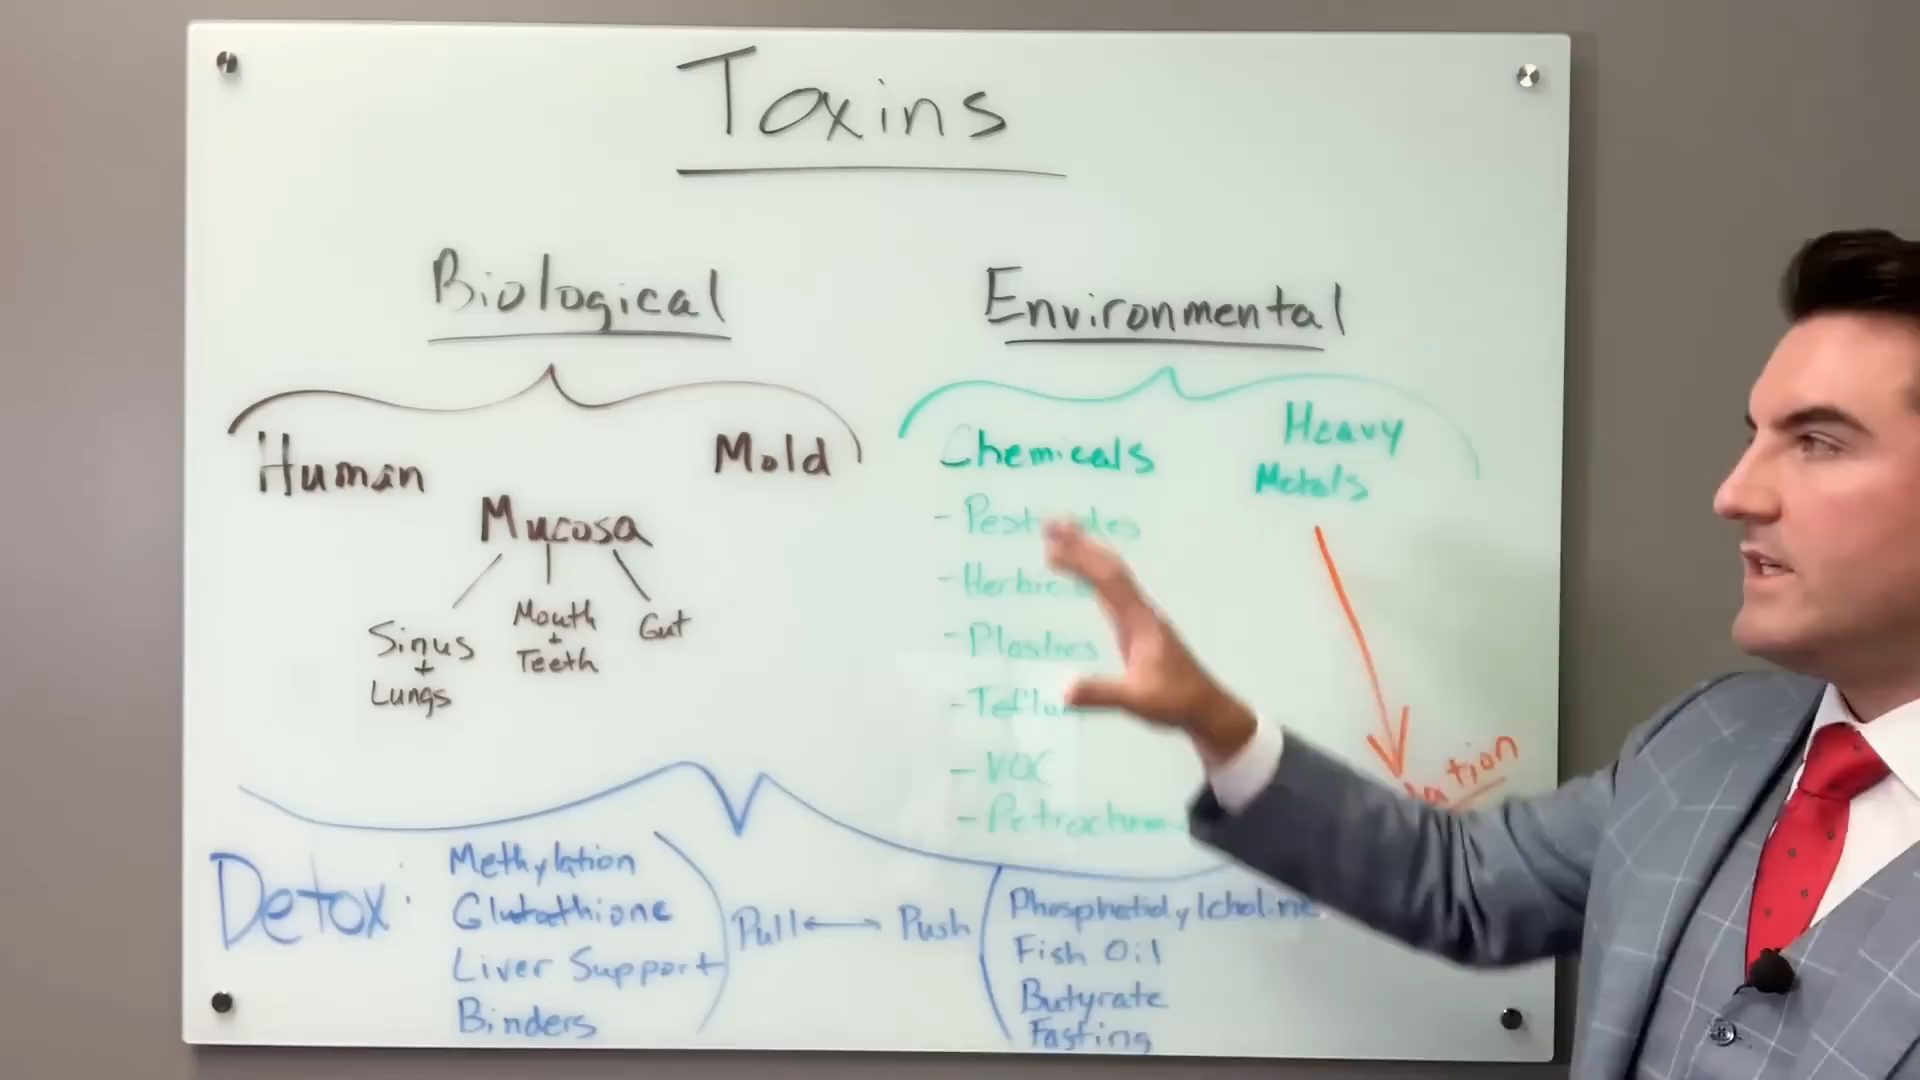 Toxins
Biological
Environmental
Human
Mold
Mucosa
Sinus
+
Lungs
Mouth
+
Teeth
Gut
Chemicals
-
- Plastics
- VOC
-
Heavy
Metals
Detox:
Methylation
Glutathione
Liver Support
Binders
Pull ↔ Push
Phosphatidylcholine
Fish Oil
Butyrate
Fasting